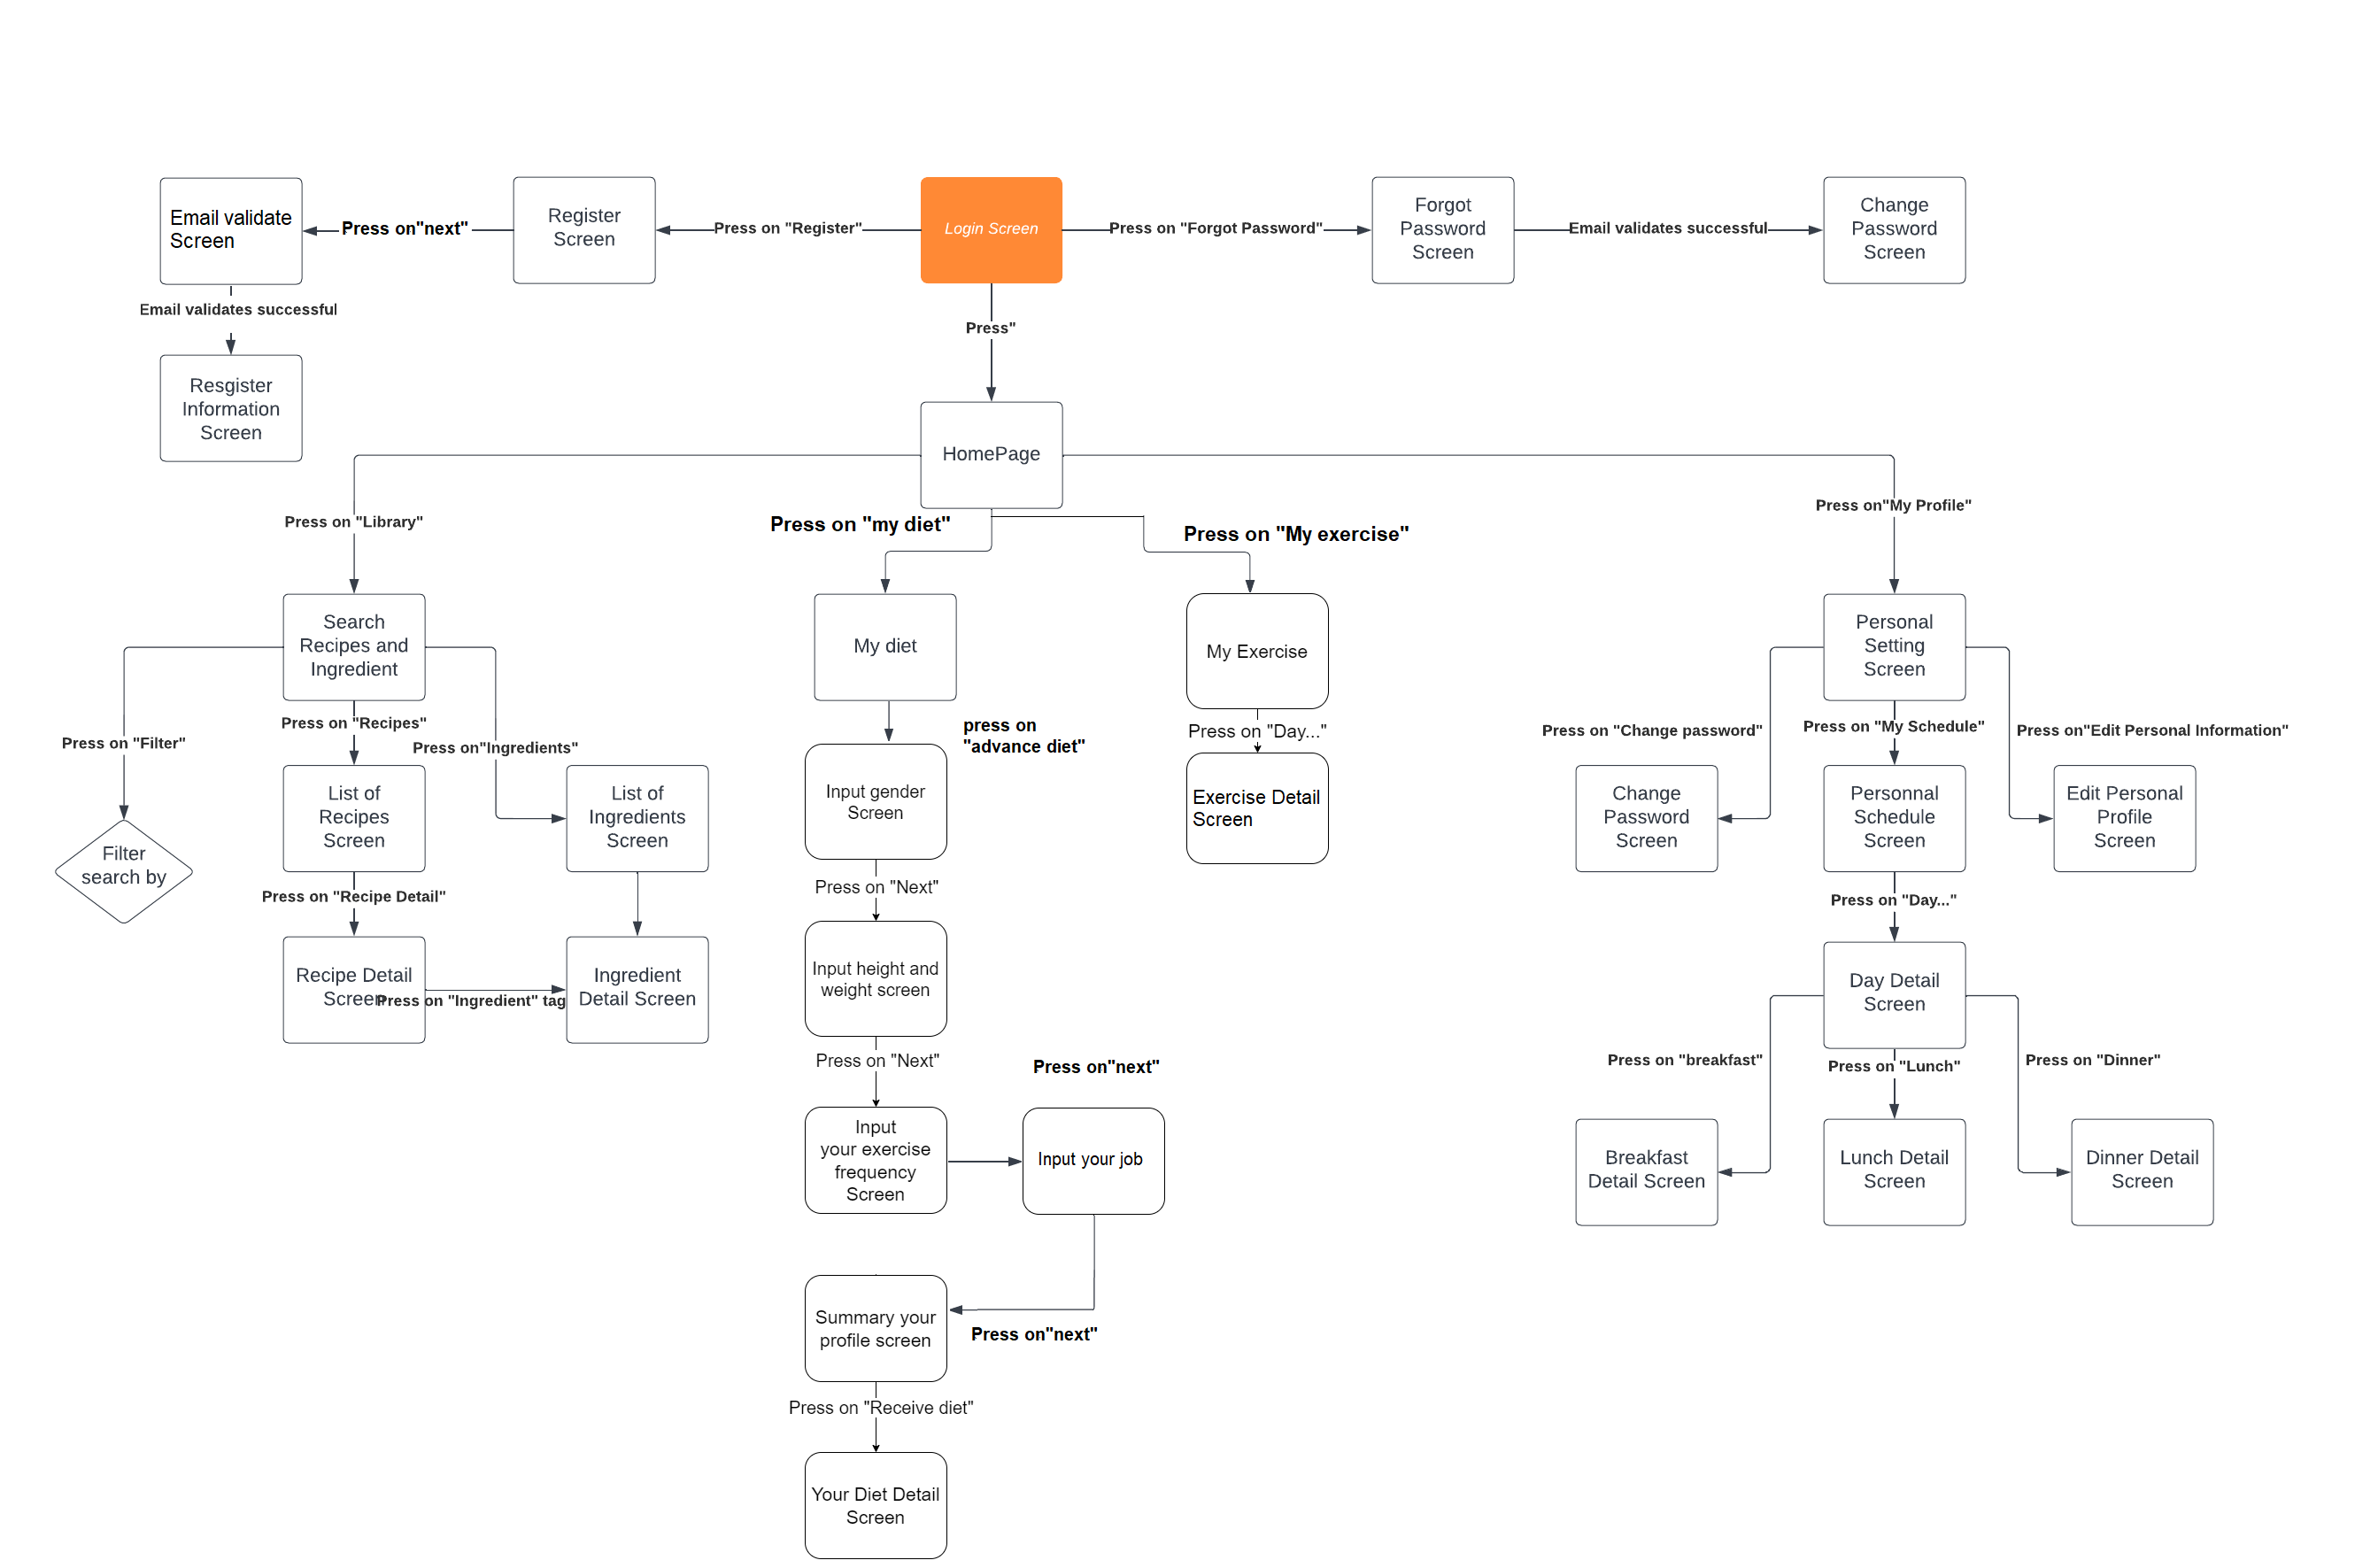 Email validate
Screen
Press on"next"
Register
Screen
Press on "Register"
Login Screen
Press on "Forgot Password"
Forgot
Password
Screen
Email validates successful
Change
Password
Screen
Email validates successful
Press"
Resgister
Information
Screen
HomePage
Press on "Library"
Press on "my diet"
Press on "My exercise"
Press on"My Profile"
Search
Recipes and
Ingredient
My diet
My Exercise
Personal
Setting
Screen
Press on "Filter"
Press on "Recipes"
Press on"Ingredients"
press on
"advance diet"
Press on "Day..."
Press on "Change password"
Press on "My Schedule"
Press on"Edit Personal Information"
Filter
search by
List of
Recipes
Screen
List of
Ingredients
Screen
Input gender
Screen
Exercise Detail
Screen
Change
Password
Screen
Personnal
Schedule
Screen
Edit Personal
Profile
Screen
Press on "Recipe Detail"
Press on "Next"
Press on "Day..."
Recipe Detail
Screen
Press on "Ingredient" tag
Ingredient
Detail Screen
Input height and
weight screen
Day Detail
Screen
Press on "Next"
Press on"next"
Press on "breakfast"
Press on "Lunch"
Press on "Dinner"
Input
your exercise
frequency
Screen
Input your job
Breakfast
Detail Screen
Lunch Detail
Screen
Dinner Detail
Screen
Summary your
profile screen
Press on"next"
Press on "Receive diet"
Your Diet Detail
Screen